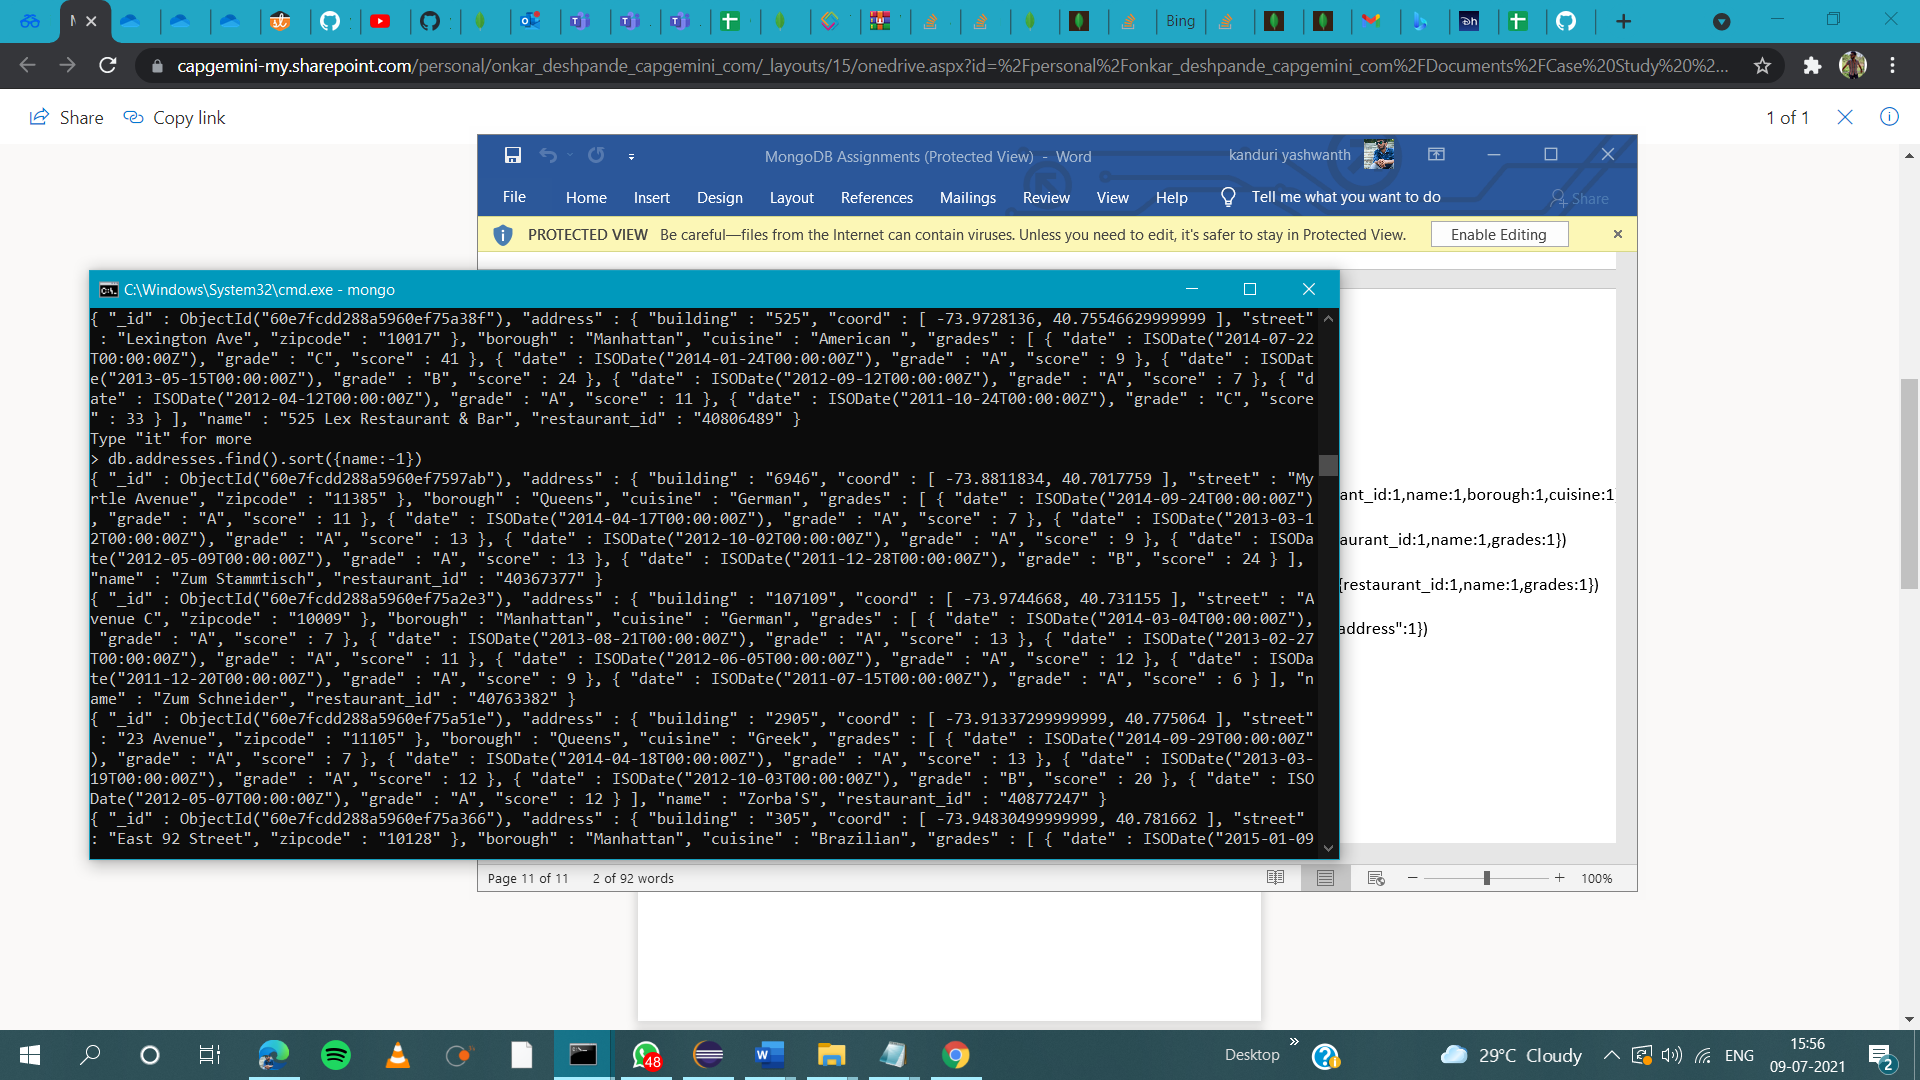 Bing
capgemini-my.sharepoint.com/personal/onkar_deshpande_capgemini_com/_layouts/15/onedrive.aspx?id=%2Fpersonal%2Fonkar_deshpande_capgemini_com%2FDocuments%2FCase%20Study%20%2...
Share Copy link 1 of 1
MongoDB Assignments (Protected View) - Word kanduri yashwanth
File Home Insert Design Layout References Mailings Review View Help Tell me what you want to do Share
PROTECTED VIEW Be careful—files from the Internet can contain viruses. Unless you need to edit, it's safer to stay in Protected View. Enable Editing
C:\Windows\System32\cmd.exe - mongo
{ "_id" : ObjectId("60e7fcdd288a5960ef75a38f"), "address" : { "building" : "525", "coord" : [ -73.9728136, 40.75546629999999 ], "street"
 : "Lexington Ave", "zipcode" : "10017" }, "borough" : "Manhattan", "cuisine" : "American ", "grades" : [ { "date" : ISODate("2014-07-22
T00:00:00Z"), "grade" : "C", "score" : 41 }, { "date" : ISODate("2014-01-24T00:00:00Z"), "grade" : "A", "score" : 9 }, { "date" : ISODat
e("2013-05-15T00:00:00Z"), "grade" : "B", "score" : 24 }, { "date" : ISODate("2012-09-12T00:00:00Z"), "grade" : "A", "score" : 7 }, { "d
ate" : ISODate("2012-04-12T00:00:00Z"), "grade" : "A", "score" : 11 }, { "date" : ISODate("2011-10-24T00:00:00Z"), "grade" : "C", "score
" : 33 } ], "name" : "525 Lex Restaurant & Bar", "restaurant_id" : "40806489" }
Type "it" for more
> db.addresses.find().sort({name:-1})
{ "_id" : ObjectId("60e7fcdd288a5960ef7597ab"), "address" : { "building" : "6946", "coord" : [ -73.8811834, 40.7017759 ], "street" : "My
rtle Avenue", "zipcode" : "11385" }, "borough" : "Queens", "cuisine" : "German", "grades" : [ { "date" : ISODate("2014-09-24T00:00:00Z")
, "grade" : "A", "score" : 11 }, { "date" : ISODate("2014-04-17T00:00:00Z"), "grade" : "A", "score" : 7 }, { "date" : ISODate("2013-03-1
2T00:00:00Z"), "grade" : "A", "score" : 13 }, { "date" : ISODate("2012-10-02T00:00:00Z"), "grade" : "A", "score" : 9 }, { "date" : ISODa
te("2012-05-09T00:00:00Z"), "grade" : "A", "score" : 13 }, { "date" : ISODate("2011-12-28T00:00:00Z"), "grade" : "B", "score" : 24 } ],
"name" : "Zum Stammtisch", "restaurant_id" : "40367377" }
{ "_id" : ObjectId("60e7fcdd288a5960ef75a2e3"), "address" : { "building" : "107109", "coord" : [ -73.9744668, 40.731155 ], "street" : "A
venue C", "zipcode" : "10009" }, "borough" : "Manhattan", "cuisine" : "German", "grades" : [ { "date" : ISODate("2014-03-04T00:00:00Z"),
 "grade" : "A", "score" : 7 }, { "date" : ISODate("2013-08-21T00:00:00Z"), "grade" : "A", "score" : 13 }, { "date" : ISODate("2013-02-27
T00:00:00Z"), "grade" : "A", "score" : 11 }, { "date" : ISODate("2012-06-05T00:00:00Z"), "grade" : "A", "score" : 12 }, { "date" : ISODa
te("2011-12-20T00:00:00Z"), "grade" : "A", "score" : 9 }, { "date" : ISODate("2011-07-15T00:00:00Z"), "grade" : "A", "score" : 6 } ], "n
ame" : "Zum Schneider", "restaurant_id" : "40763382" }
{ "_id" : ObjectId("60e7fcdd288a5960ef75a51e"), "address" : { "building" : "2905", "coord" : [ -73.91337299999999, 40.775064 ], "street"
 : "23 Avenue", "zipcode" : "11105" }, "borough" : "Queens", "cuisine" : "Greek", "grades" : [ { "date" : ISODate("2014-09-29T00:00:00Z"
), "grade" : "A", "score" : 7 }, { "date" : ISODate("2014-04-18T00:00:00Z"), "grade" : "A", "score" : 13 }, { "date" : ISODate("2013-03-
19T00:00:00Z"), "grade" : "A", "score" : 12 }, { "date" : ISODate("2012-10-03T00:00:00Z"), "grade" : "B", "score" : 20 }, { "date" : ISO
Date("2012-05-07T00:00:00Z"), "grade" : "A", "score" : 12 } ], "name" : "Zorba'S", "restaurant_id" : "40877247" }
{ "_id" : ObjectId("60e7fcdd288a5960ef75a366"), "address" : { "building" : "305", "coord" : [ -73.94830499999999, 40.781662 ], "street"
: "East 92 Street", "zipcode" : "10128" }, "borough" : "Manhattan", "cuisine" : "Brazilian", "grades" : [ { "date" : ISODate("2015-01-09
rant_id:1,name:1,borough:1,cuisine:1
aurant_id:1,name:1,grades:1})
{restaurant_id:1,name:1,grades:1})
address":1})
Page 11 of 11 2 of 92 words 100%
48 Desktop 29°C Cloudy ENG 15:56
09-07-2021 2